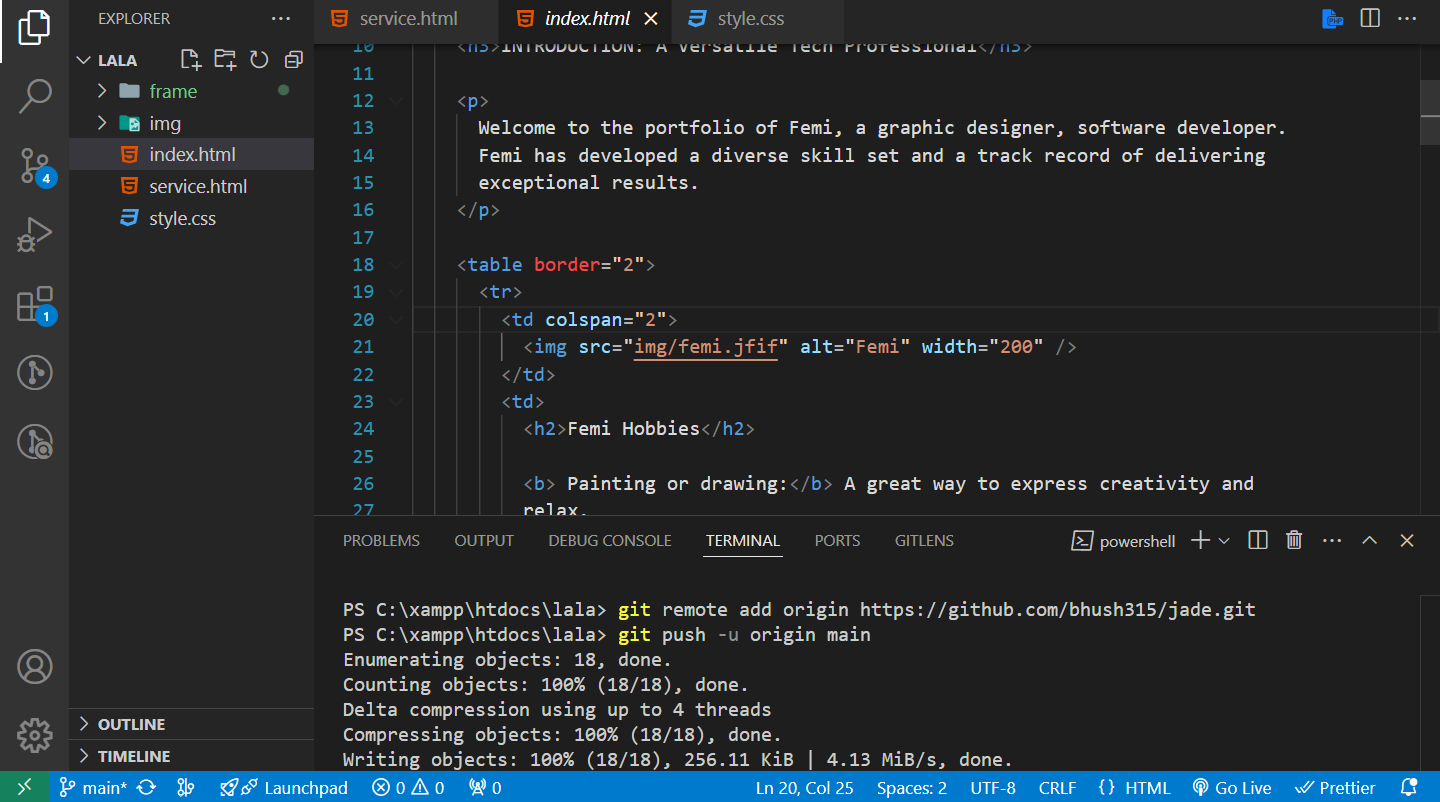 EXPLORER
service.html
index.html
style.css
PHP
LALA
frame
img
index.html
service.html
style.css
4
1
10 <h3>INTRODUCTION: A Versatile Tech Professional</h3>
11
12 <p>
13 Welcome to the portfolio of Femi, a graphic designer, software developer.
14 Femi has developed a diverse skill set and a track record of delivering
15 exceptional results.
16 </p>
17
18 <table border="2">
19 <tr>
20 <td colspan="2">
21 <img src="img/femi.jfif" alt="Femi" width="200" />
22 </td>
23 <td>
24 <h2>Femi Hobbies</h2>
25
26 <b> Painting or drawing:</b> A great way to express creativity and
27 relax.
PROBLEMS OUTPUT DEBUG CONSOLE TERMINAL PORTS GITLENS powershell
PS C:\xampp\htdocs\lala> git remote add origin https://github.com/bhush315/jade.git
PS C:\xampp\htdocs\lala> git push -u origin main
Enumerating objects: 18, done.
Counting objects: 100% (18/18), done.
Delta compression using up to 4 threads
Compressing objects: 100% (18/18), done.
Writing objects: 100% (18/18), 256.11 KiB | 4.13 MiB/s, done.
OUTLINE
TIMELINE
main* Launchpad 0 0 0 Ln 20, Col 25 Spaces: 2 UTF-8 CRLF {} HTML Go Live Prettier